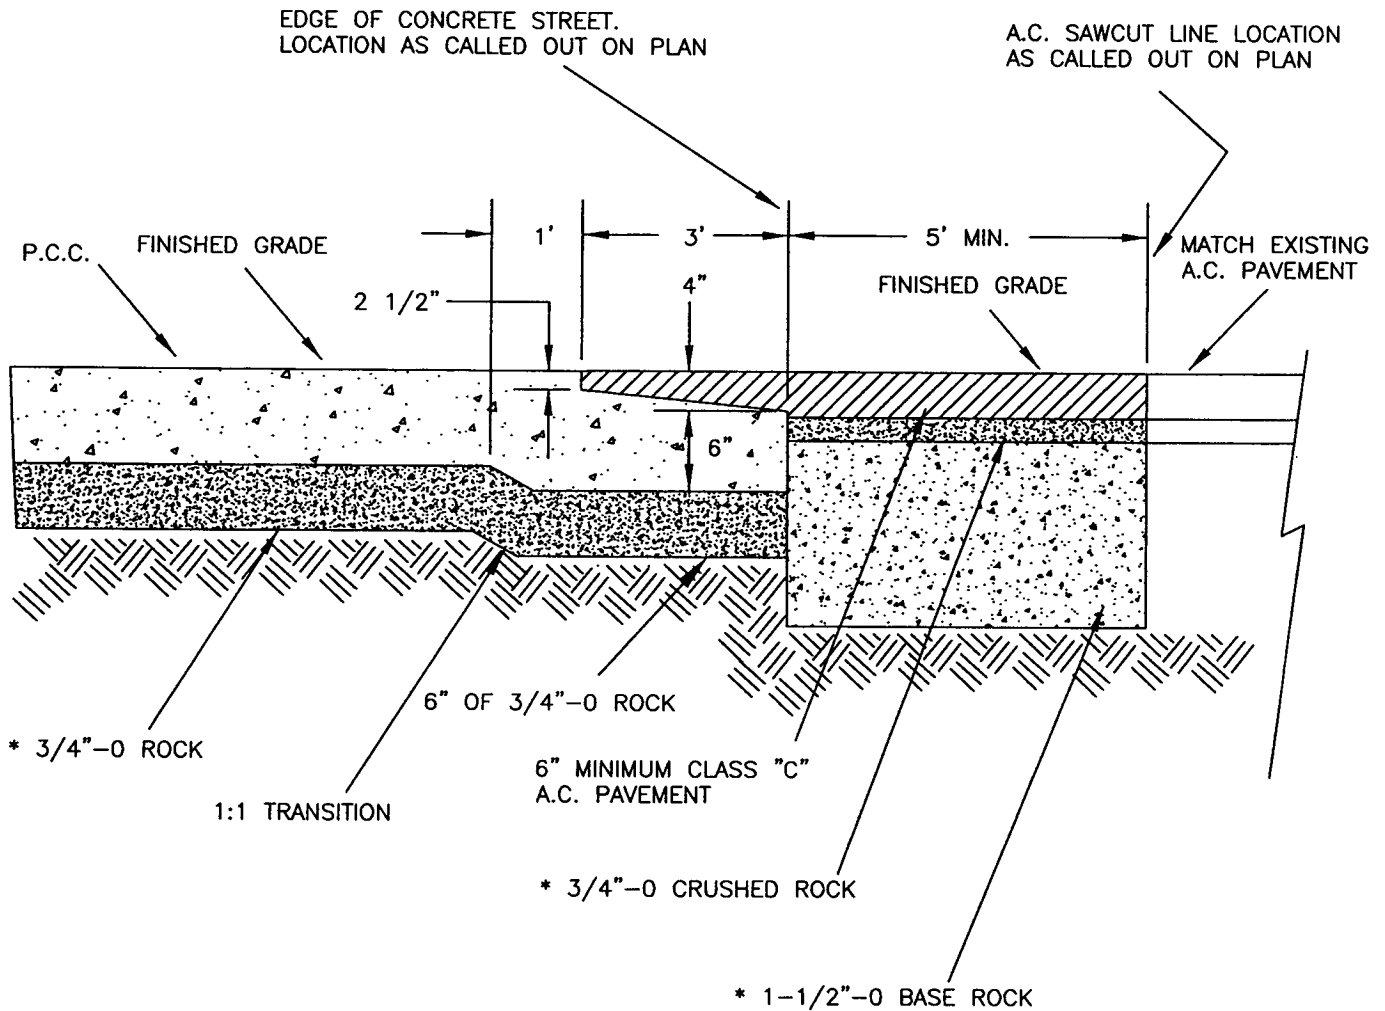 EDGE OF CONCRETE STREET.
LOCATION AS CALLED OUT ON PLAN
A.C. SAWCUT LINE LOCATION
AS CALLED OUT ON PLAN
P.C.C.
FINISHED GRADE
1'
3'
5' MIN.
MATCH EXISTING
A.C. PAVEMENT
2 1/2"
4"
FINISHED GRADE
6"
6" OF 3/4"-0 ROCK
* 3/4"-0 ROCK
1:1 TRANSITION
6" MINIMUM CLASS "C"
A.C. PAVEMENT
* 3/4"-0 CRUSHED ROCK
* 1-1/2"-0 BASE ROCK